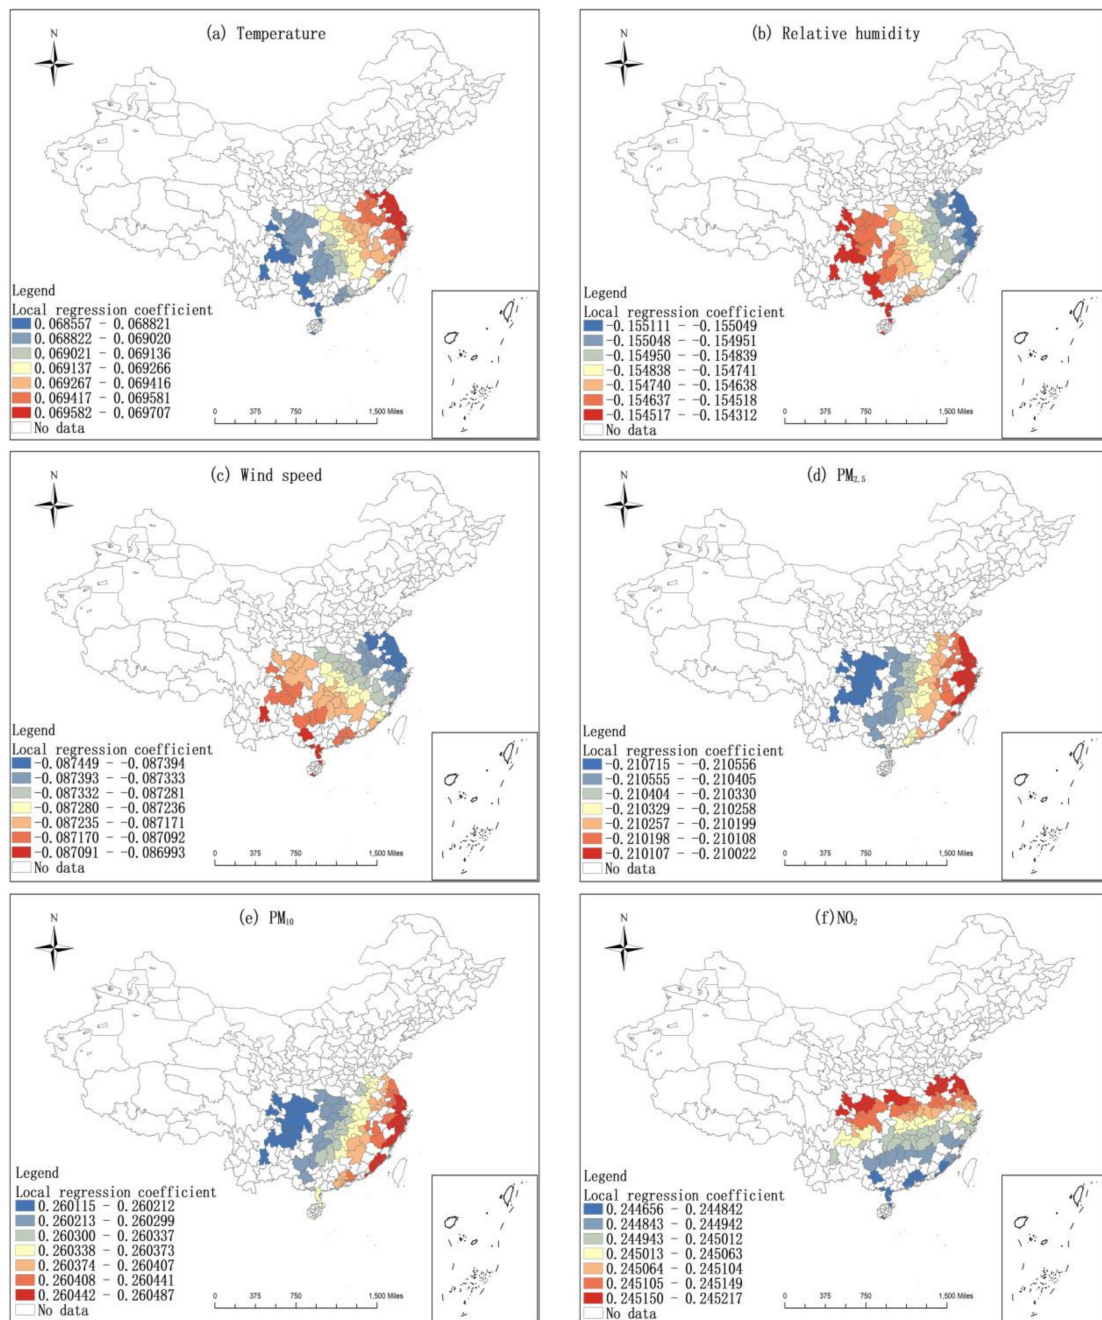 (a) Temperature
N
Legend
Local regression coefficient
0.068557 - 0.068821
0.068822 - 0.069020
0.069021 - 0.069136
0.069137 - 0.069266
0.069267 - 0.069416
0.069417 - 0.069581
0.069582 - 0.069707
No data
0 375 750 1,500 Miles
(b) Relative humidity
N
Legend
Local regression coefficient
-0.155111 - -0.155049
-0.155048 - -0.154951
-0.154950 - -0.154839
-0.154838 - -0.154741
-0.154740 - -0.154638
-0.154637 - -0.154518
-0.154517 - -0.154312
No data
0 375 750 1,500 Miles
(c) Wind speed
N
Legend
Local regression coefficient
-0.087449 - -0.087394
-0.087393 - -0.087333
-0.087332 - -0.087281
-0.087280 - -0.087236
-0.087235 - -0.087171
-0.087170 - -0.087092
-0.087091 - -0.086993
No data
0 375 750 1,500 Miles
(d) PM2.5
N
Legend
Local regression coefficient
-0.210715 - -0.210556
-0.210555 - -0.210405
-0.210404 - -0.210330
-0.210329 - -0.210258
-0.210257 - -0.210199
-0.210198 - -0.210108
-0.210107 - -0.210022
No data
0 375 750 1,500 Miles
(e) PM10
N
Legend
Local regression coefficient
0.260115 - 0.260212
0.260213 - 0.260299
0.260300 - 0.260337
0.260338 - 0.260373
0.260374 - 0.260407
0.260408 - 0.260441
0.260442 - 0.260487
No data
0 375 750 1,500 Miles
(f)NO2
N
Legend
Local regression coefficient
0.244656 - 0.244842
0.244843 - 0.244942
0.244943 - 0.245012
0.245013 - 0.245063
0.245064 - 0.245104
0.245105 - 0.245149
0.245150 - 0.245217
No data
0 375 750 1,500 Miles